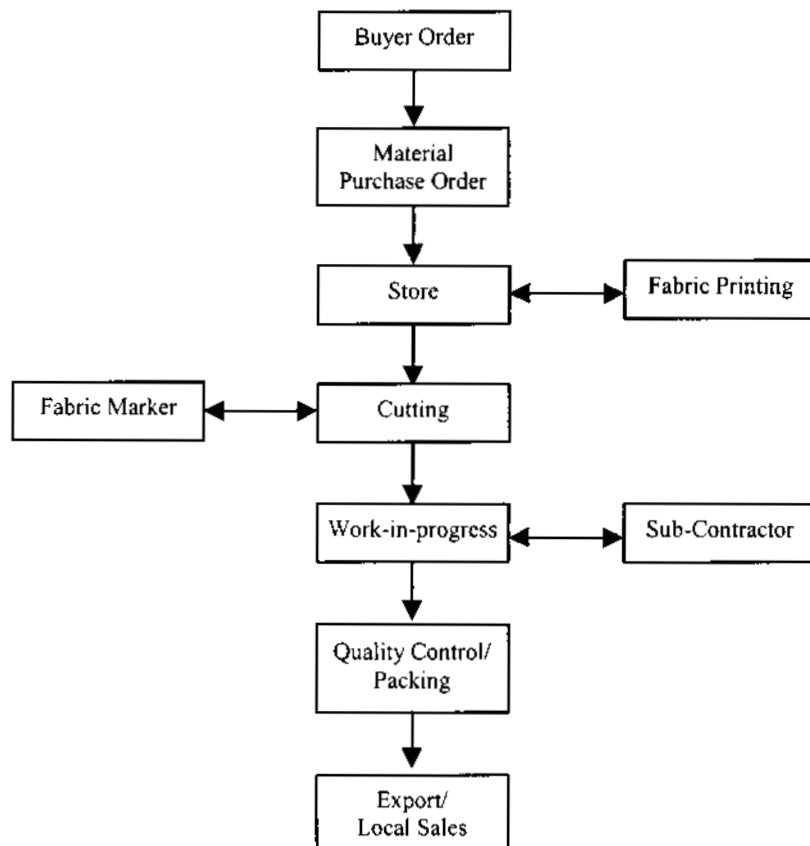 Buyer Order
Material
Purchase Order
Store
Fabric Printing
Fabric Marker
Cutting
Work-in-progress
Sub-Contractor
Quality Control/
Packing
Export/
Local Sales